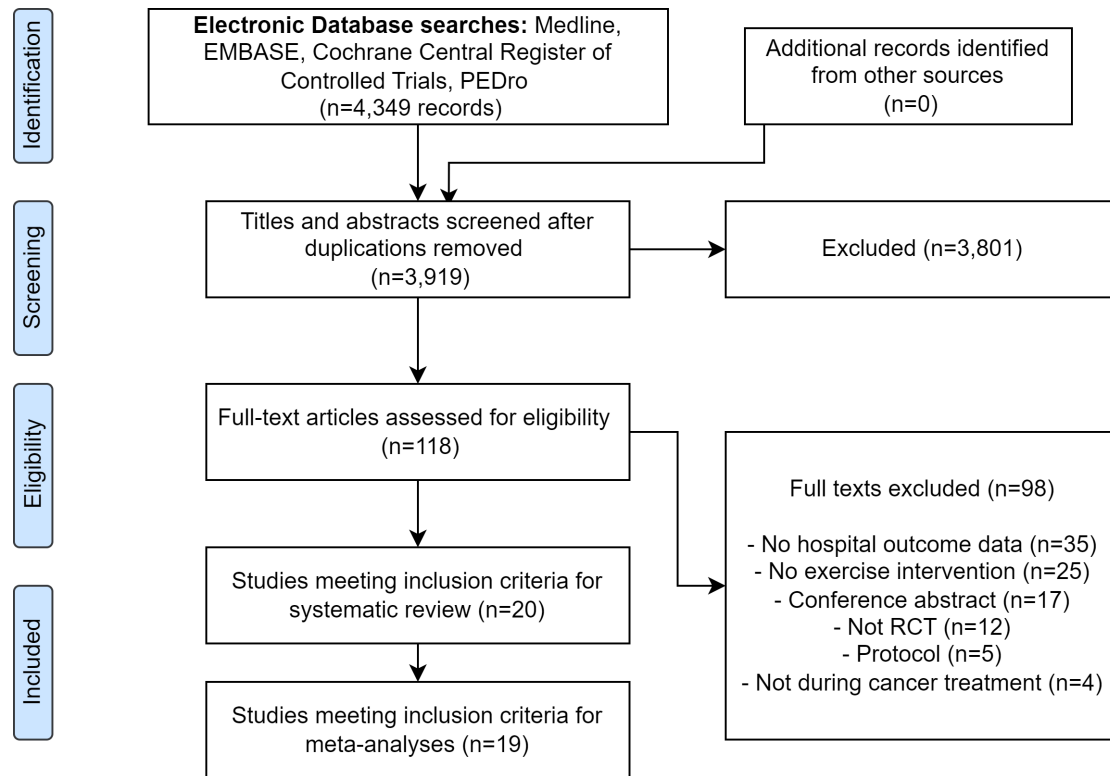 Identification
Electronic Database searches: Medline,
EMBASE, Cochrane Central Register of
Controlled Trials, PEDro
(n=4,349 records)
Additional records identified
from other sources
(n=0)
Screening
Titles and abstracts screened after
duplications removed
(n=3,919)
Excluded (n=3,801)
Eligibility
Full-text articles assessed for eligibility
(n=118)
Full texts excluded (n=98)
- No hospital outcome data (n=35)
- No exercise intervention (n=25)
- Conference abstract (n=17)
- Not RCT (n=12)
- Protocol (n=5)
- Not during cancer treatment (n=4)
Included
Studies meeting inclusion criteria for
systematic review (n=20)
Studies meeting inclusion criteria for
meta-analyses (n=19)